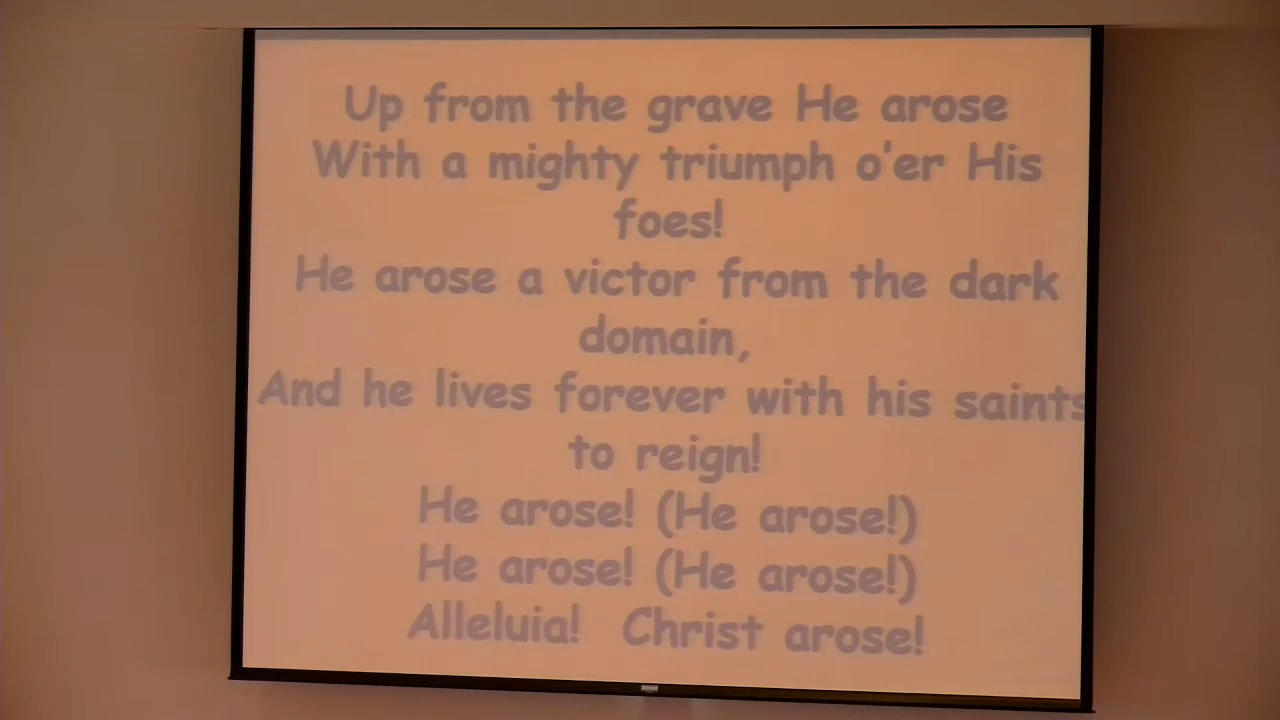 Up from the grave He arose
With a mighty triumph o'er His
foes!
He arose a victor from the dark
domain,
And he lives forever with his saints
to reign!
He arose! (He arose!)
He arose! (He arose!)
Alleluia! Christ arose!